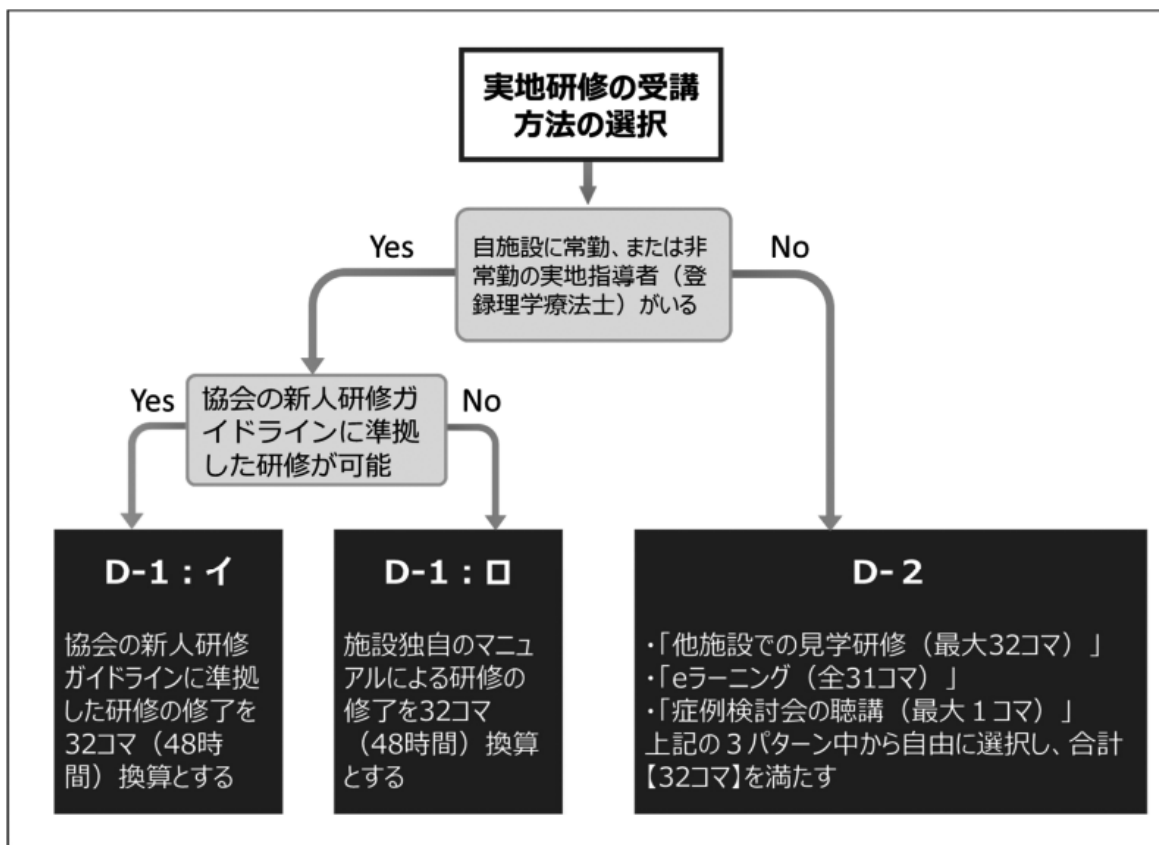 実地研修の受講
方法の選択
Yes
自施設に常勤、または非
常勤の実地指導者（登
録理学療法士）がいる
No
Yes
協会の新人研修ガ
イドラインに準拠
した研修が可能
No
D-1：イ
協会の新人研修
ガイドラインに準拠
した研修の修了を
32コマ（48時
間）換算とする
D-1：ロ
施設独自のマニュ
アルによる研修の
修了を32コマ
（48時間）換算
とする
D-２
・「他施設での見学研修（最大32コマ）」
・「eラーニング（全31コマ）」
・「症例検討会の聴講（最大１コマ）」
上記の３パターン中から自由に選択し、合計
【32コマ】を満たす